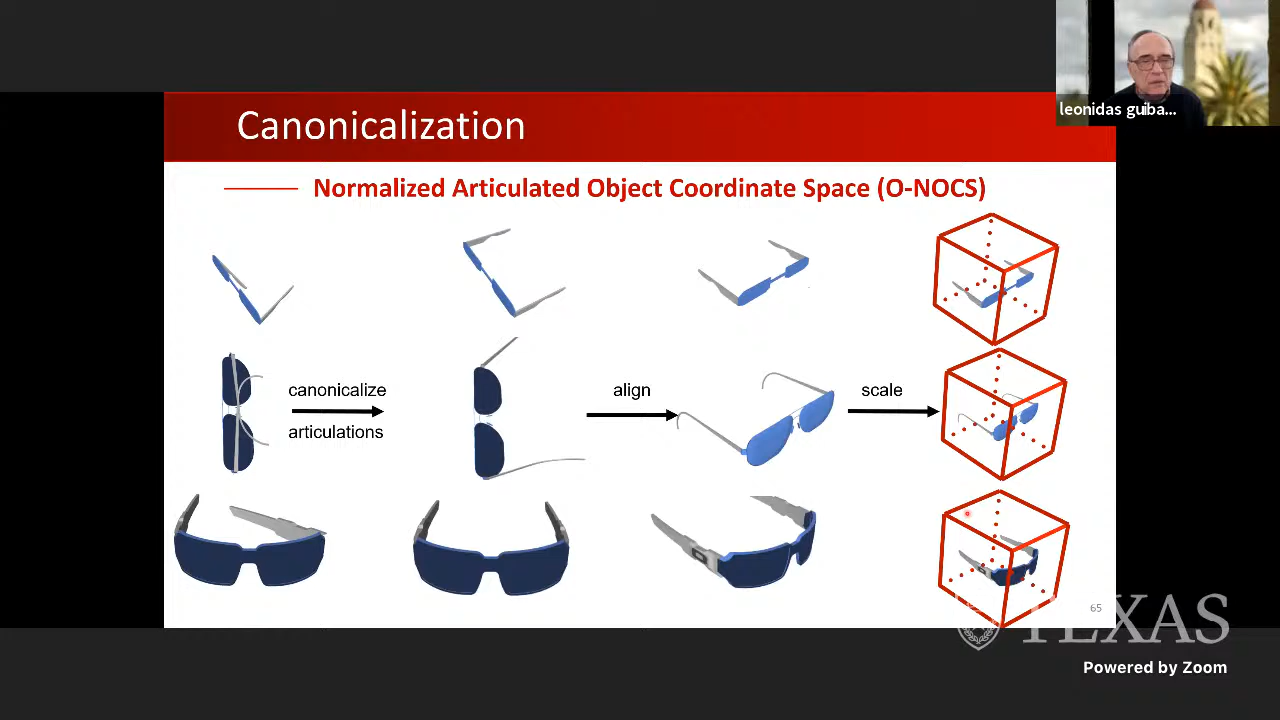 leonidas guiba...
Canonicalization
Normalized Articulated Object Coordinate Space (O-NOCS)
canonicalize
articulations
align
scale
65
TEXAS
Powered by Zoom